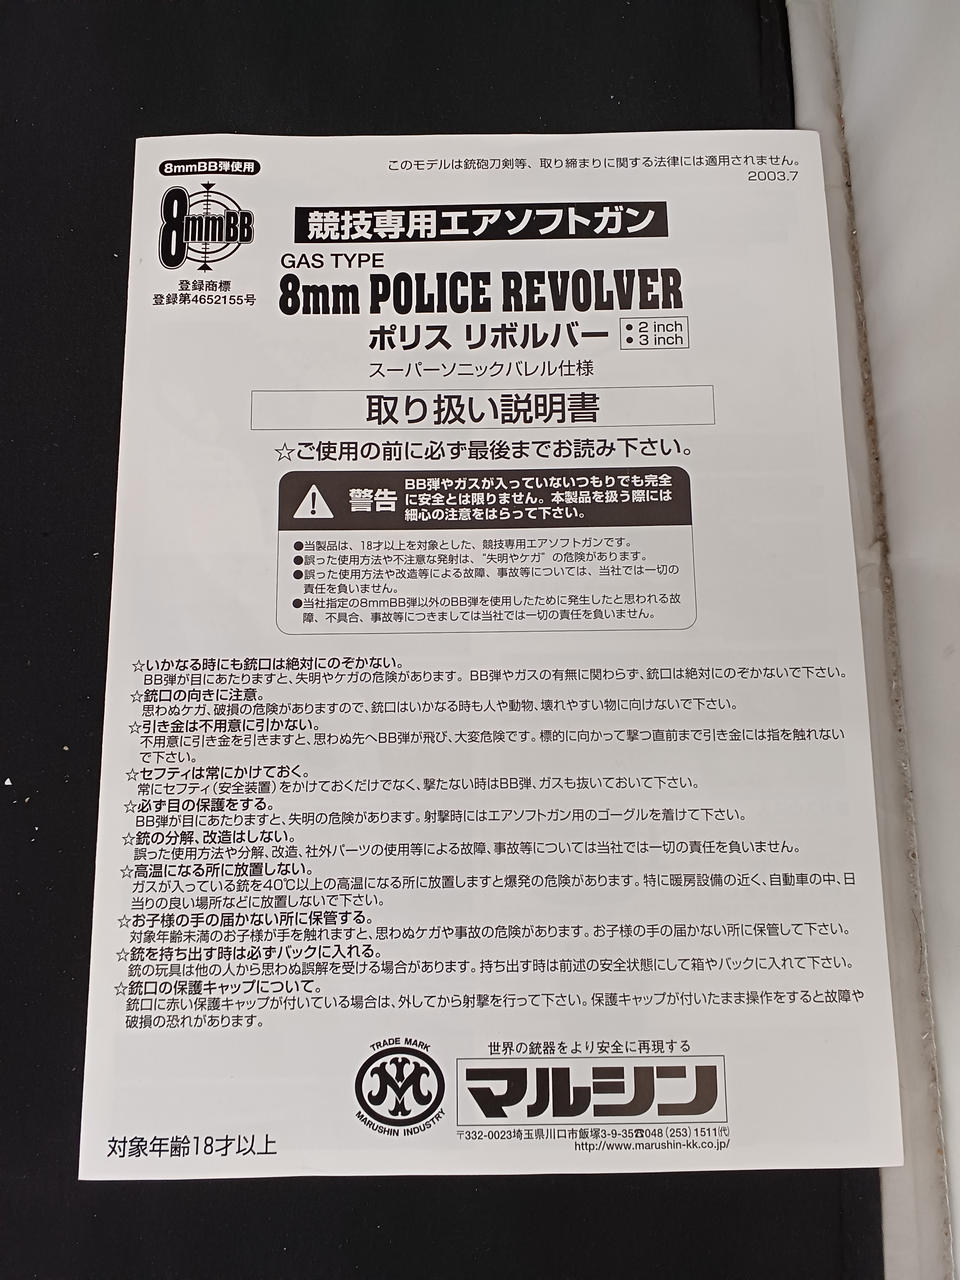 8mmBB弾使用
このモデルは銃砲刀剣等、取り締まりに関する法律には適用されません。
2003.7
8mmBB
登録商標
登録第4652155号
競技専用エアソフトガン
GAS TYPE
8mm POLICE REVOLVER
ポリス リボルバー
● 2 inch
● 3 inch
スーパーソニックバレル仕様
取り扱い説明書
☆ご使用の前に必ず最後までお読み下さい。
警告
BB弾やガスが入っていないつもりでも完全
に安全とは限りません。本製品を扱う際には
細心の注意をはらって下さい。
●当製品は、18才以上を対象とした、競技専用エアソフトガンです。
●誤った使用方法や不注意な発射は、“失明やケガ”の危険があります。
●誤った使用方法や改造等による故障、事故等については、当社では一切の
責任を負いません。
●当社指定の8mmBB弾以外のBB弾を使用したために発生したと思われる故
障、不具合、事故等につきましては当社では一切の責任を負いません。
☆いかなる時にも銃口は絶対にのぞかない。
BB弾が目にあたりますと、失明やケガの危険があります。BB弾やガスの有無に関わらず、銃口は絶対にのぞかないで下さい。
☆銃口の向きに注意。
思わぬケガ、破損の危険がありますので、銃口はいかなる時も人や動物、壊れやすい物に向けないで下さい。
☆引き金は不用意に引かない。
不用意に引き金を引きますと、思わぬ先へBB弾が飛び、大変危険です。標的に向かって撃つ直前まで引き金には指を触れない
で下さい。
☆セフティは常にかけておく。
常にセフティ(安全装置)をかけておくだけでなく、撃たない時はBB弾、ガスも抜いておいて下さい。
☆必ず目の保護をする。
BB弾が目にあたますと、失明の危険があります。射撃時にはエアソフトガン用のゴーグルを着けて下さい。
☆銃の分解、改造はしない。
誤った使用方法や分解、改造、社外パーツの使用等による故障、事故等については当社では一切の責任を負いません。
☆高温になる所に放置しない。
ガスが入っている銃を40℃以上の高温になる所に放置しますと爆発の危険があります。特に暖房設備の近く、自動車の中、日
当りの良い場所などに放置しないで下さい。
☆お子様の手の届かない所に保管する。
対象年齢未満のお子様が手を触れますと、思わぬケガや事故の危険があります。お子様の手の届かない所に保管して下さい。
☆銃を持ち出す時は必ずバックに入れる。
銃の玩具は他の人から思わぬ誤解を受ける場合があります。持ち出す時は前述の安全状態にして箱やバックに入れて下さい。
☆銃口の保護キャップについて。
銃口に赤い保護キャップが付いている場合は、外してから射撃を行って下さい。保護キャップが付いたまま操作をすると故障や
破損の恐れがあります。
TRADE MARK
MARUSHIN INDUSTRY
世界の銃器をより安全に再現する
マルシン
〒332-0023埼玉県川口市飯塚3-9-35☎048(253)1511(代)
http://www.marushin-kk.co.jp/
対象年齢18才以上